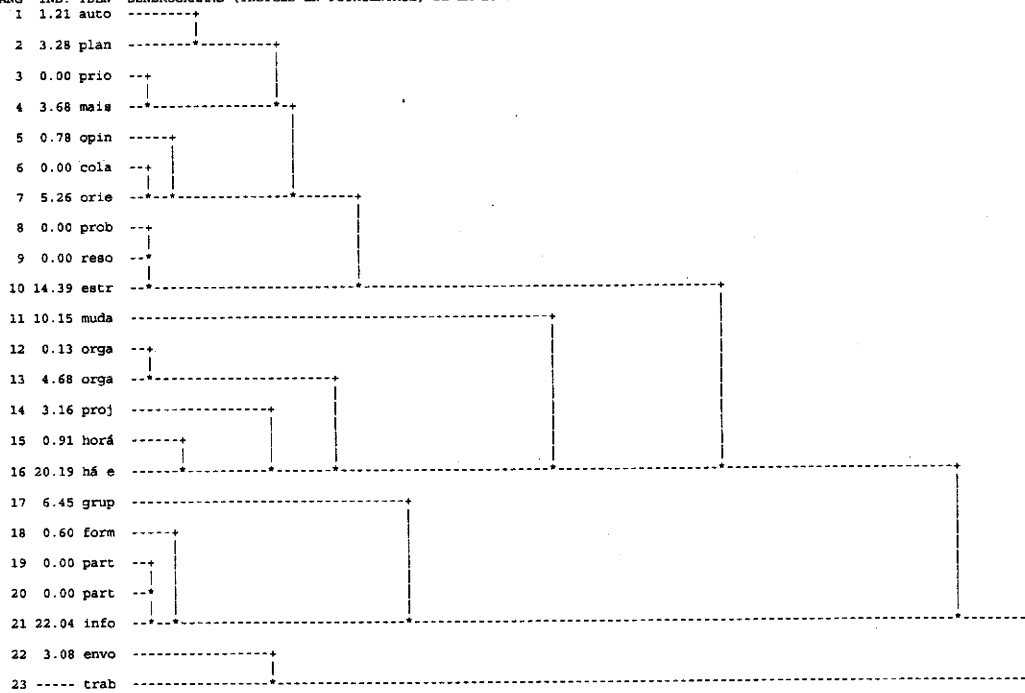 1 1.21 auto
2 3.28 plan
3 0.00 prio
4 3.68 mais
5 0.78 opin
6 0.00 cola
7 5.26 orie
8 0.00 prob
9 0.00 reso
10 14.39 estr
11 10.15 muda
12 0.13 orga
13 4.68 orga
14 3.16 proj
15 0.91 horá
16 20.19 há e
17 6.45 grup
18 0.60 form
19 0.00 part
20 0.00 part
21 22.04 info
22 3.08 envo
23 ----- trab